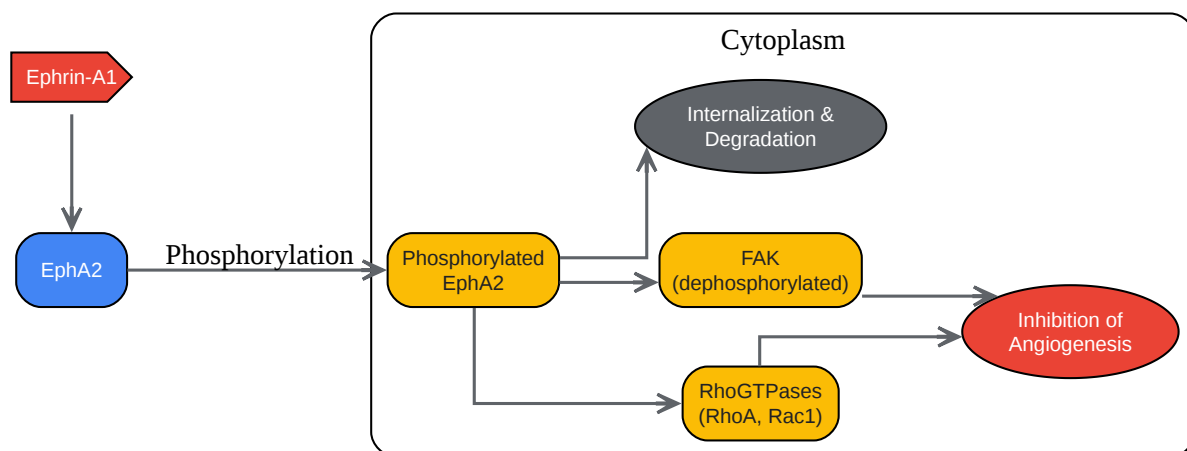 Cytoplasm
Ephrin-A1
Internalization &
Degradation
EphA2
Phosphorylation
Phosphorylated
EphA2
FAK
(dephosphorylated)
Inhibition of
Angiogenesis
RhoGTPases
(RhoA, Rac1)